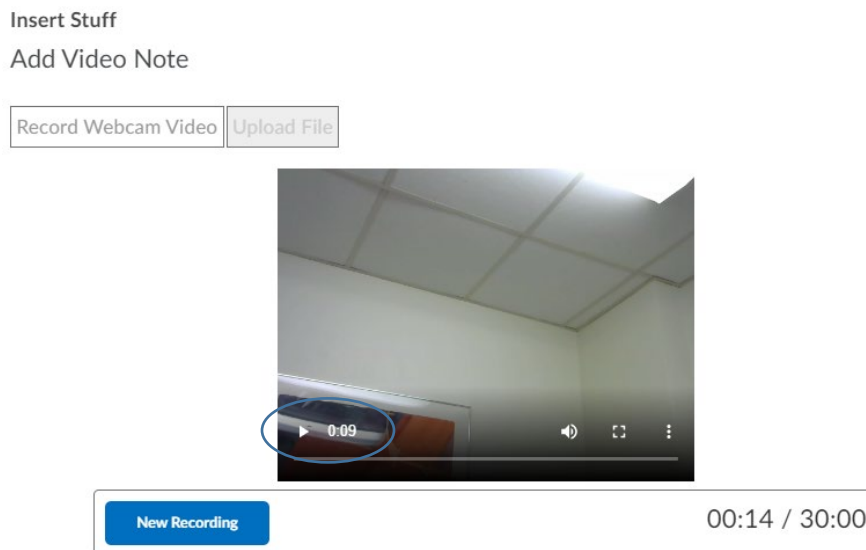 Insert Stuff
Add Video Note
Record Webcam Video Upload File
0:09
New Recording 00:14 / 30:00